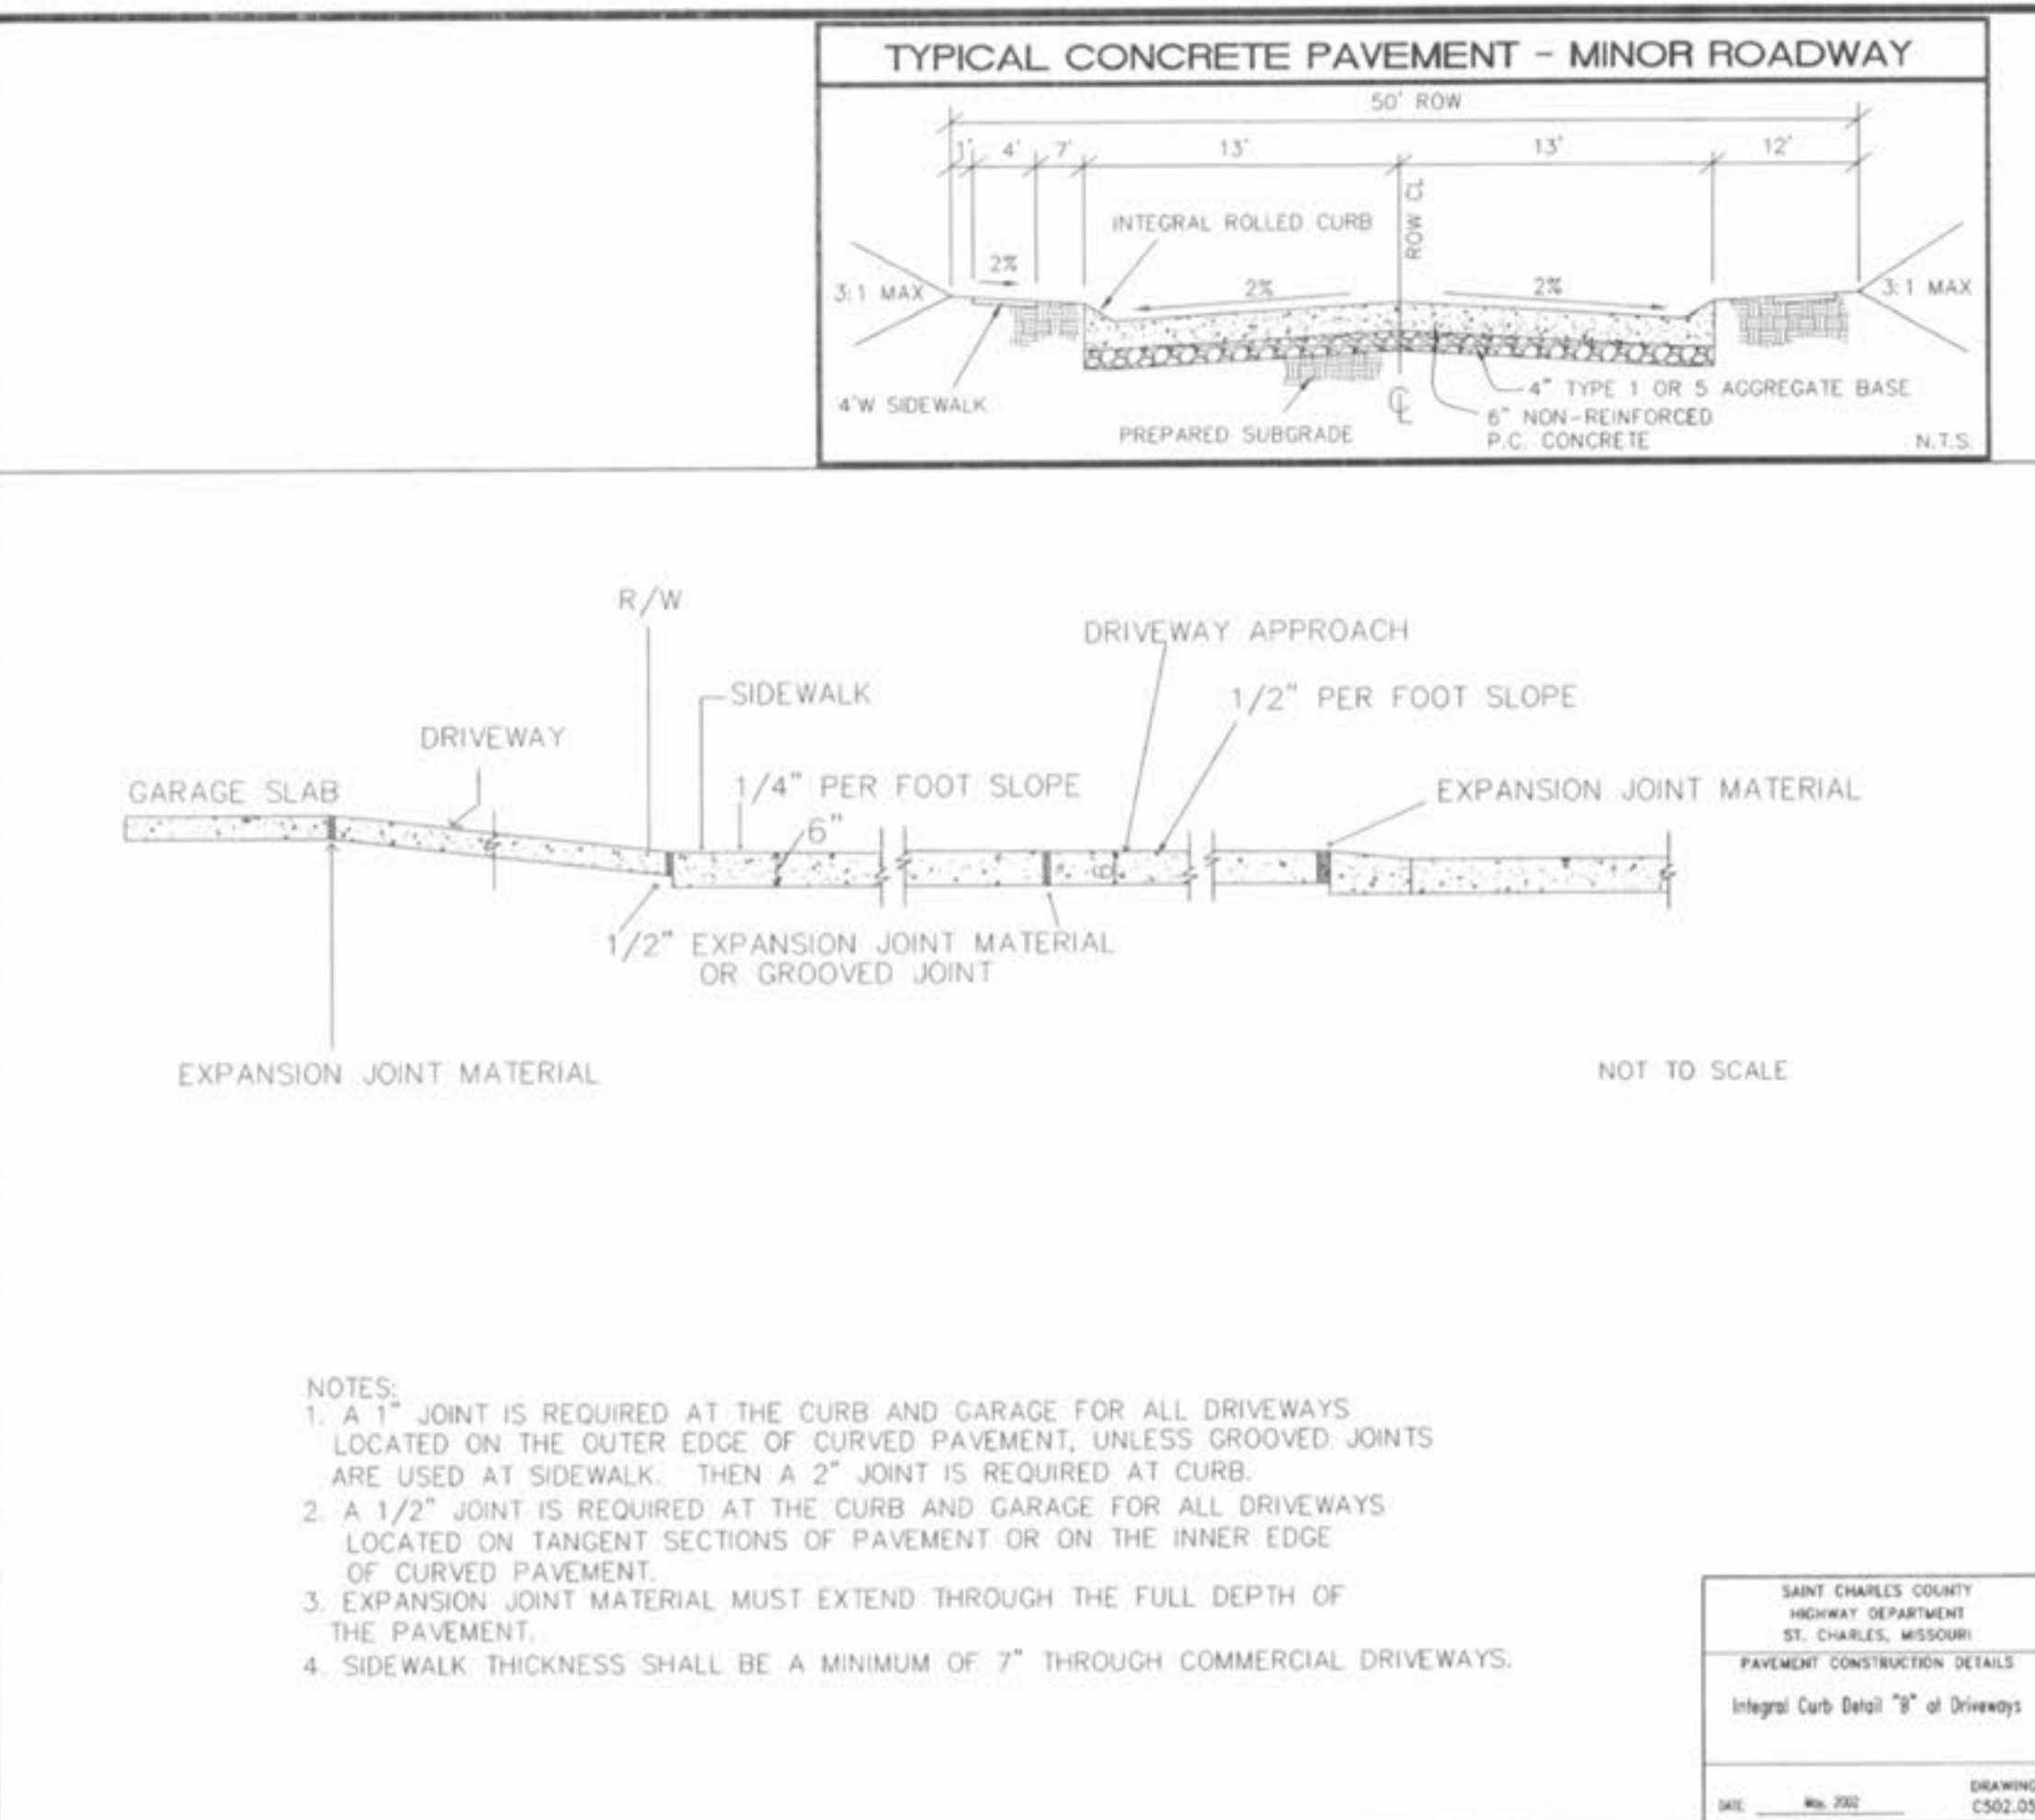 TYPICAL CONCRETE PAVEMENT - MINOR ROADWAY
50' ROW
1' 4' 7' 13' 13' 12'
ROW CL
INTEGRAL ROLLED CURB
2%
2% 2%
3:1 MAX 3:1 MAX
4'W SIDEWALK
PREPARED SUBGRADE
CL
4" TYPE 1 OR 5 AGGREGATE BASE
6" NON-REINFORCED
P.C. CONCRETE
N.T.S.
R/W
DRIVEWAY APPROACH
SIDEWALK
1/2" PER FOOT SLOPE
DRIVEWAY
GARAGE SLAB
1/4" PER FOOT SLOPE
EXPANSION JOINT MATERIAL
6"
6"
1/2" EXPANSION JOINT MATERIAL
OR GROOVED JOINT
EXPANSION JOINT MATERIAL
NOT TO SCALE
NOTES:
1. A 1" JOINT IS REQUIRED AT THE CURB AND GARAGE FOR ALL DRIVEWAYS
LOCATED ON THE OUTER EDGE OF CURVED PAVEMENT, UNLESS GROOVED JOINTS
ARE USED AT SIDEWALK. THEN A 2" JOINT IS REQUIRED AT CURB.
2. A 1/2" JOINT IS REQUIRED AT THE CURB AND GARAGE FOR ALL DRIVEWAYS
LOCATED ON TANGENT SECTIONS OF PAVEMENT OR ON THE INNER EDGE
OF CURVED PAVEMENT.
3. EXPANSION JOINT MATERIAL MUST EXTEND THROUGH THE FULL DEPTH OF
THE PAVEMENT.
4. SIDEWALK THICKNESS SHALL BE A MINIMUM OF 7" THROUGH COMMERCIAL DRIVEWAYS.
SAINT CHARLES COUNTY
HIGHWAY DEPARTMENT
ST. CHARLES, MISSOURI
PAVEMENT CONSTRUCTION DETAILS
Integral Curb Detail "B" at Driveways
DRAWING
DATE: 2002 C502.05